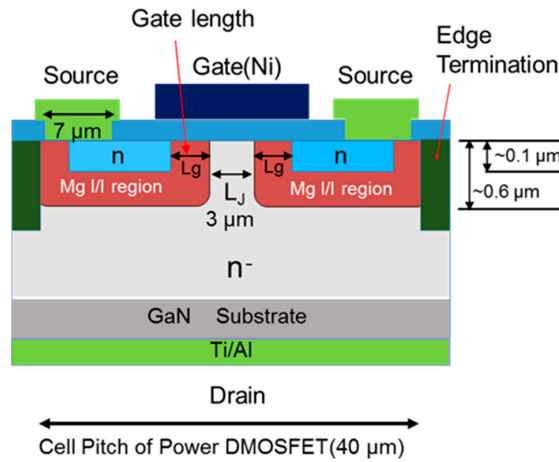 Gate length
Edge
Termination
Source
Gate(Ni)
Source
7 µm
n
Lg
Lg
n
~0.1 µm
Mg I/I region
LJ
Mg I/I region
~0.6 µm
3 µm
n-
GaN Substrate
Ti/Al
Drain
Cell Pitch of Power DMOSFET(40 µm)